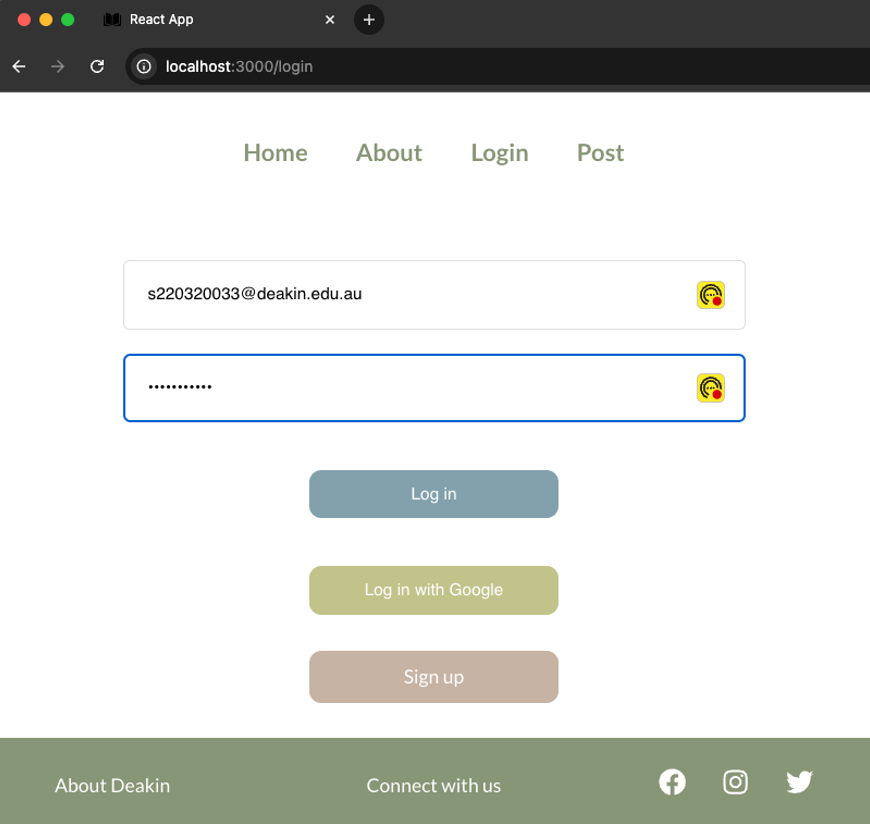 React App
localhost:3000/login
Home About Login Post
s220320033@deakin.edu.au
•••••••••••
Log in
Log in with Google
Sign up
About Deakin Connect with us